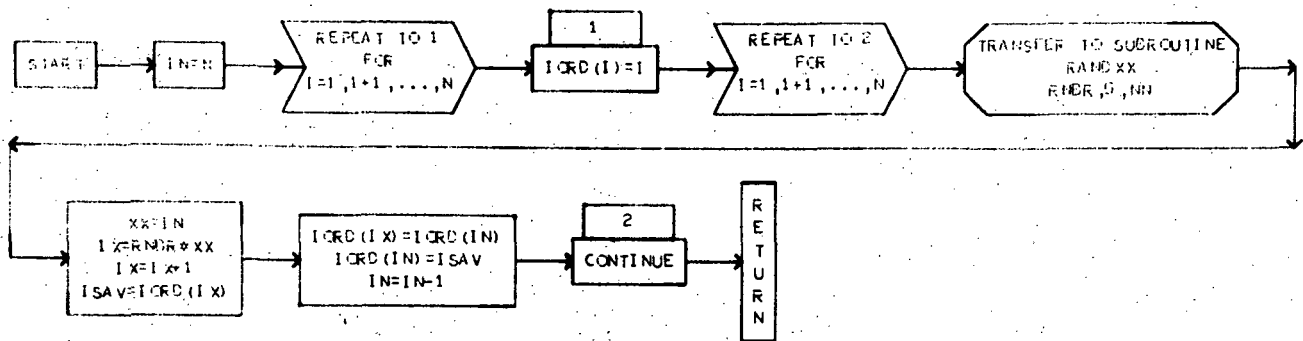 START
IN=N
REPEAT TO 1
FOR
I=1,1+1,...,N
1
ICRD(I)=I
REPEAT TO 2
FOR
I=1,1+1,...,N
TRANSFER TO SUBROUTINE
RANDXX
RNDR,S,NN
XX=IN
IX=RNDR*XX
IX=IX+1
ISAV=ICRD(IX)
ICRD(IX)=ICRD(IN)
ICRD(IN)=ISAV
IN=IN-1
2
CONTINUE
RETURN